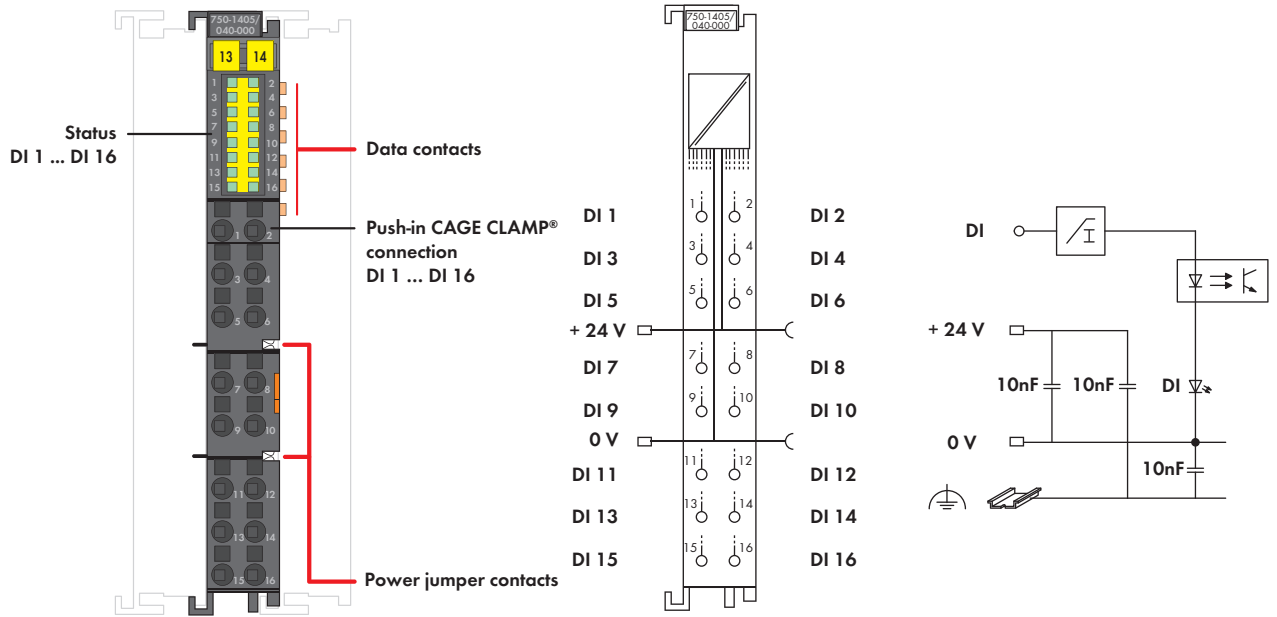 750-1405/
040-000
13 14
1 2
3 4
5 6
7 8
9 10
11 12
13 14
15 16
Status
DI 1 ... DI 16
Data contacts
Push-in CAGE CLAMP®
connection
DI 1 ... DI 16
1 2
3 4
5 6
7 8
9 10
11 12
13 14
15 16
Power jumper contacts
750-1405/
040-000
DI 1 1 2 DI 2
DI 3 3 4 DI 4
DI 5 5 6 DI 6
+ 24 V
DI 7 7 8 DI 8
DI 9 9 10 DI 10
0 V
DI 11 11 12 DI 12
DI 13 13 14 DI 14
DI 15 15 16 DI 16
DI
I
+ 24 V
10nF 10nF DI
0 V
10nF